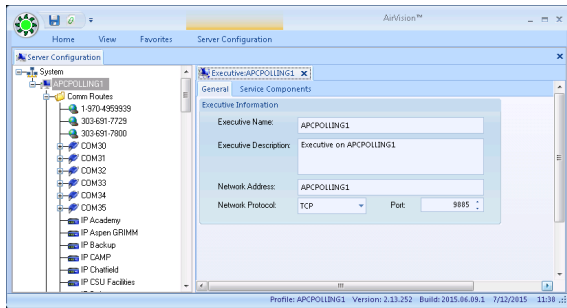 AirVision™
Home View Favorites Server Configuration
Server Configuration
System
APCPOLLING1
Comm Routes
1-970-4959939
303-691-7729
303-691-7800
COM30
COM31
COM32
COM33
COM34
COM35
IP Academy
IP Aspen GRIMM
IP Backup
IP CAMP
IP Chatfield
IP CSU Facilities
Executive:APCPOLLING1
General Service Components
Executive Information
Executive Name: APCPOLLING1
Executive Description: Executive on APCPOLLING1
Network Address: APCPOLLING1
Network Protocol: TCP Port: 9885
Profile: APCPOLLING1 Version: 2.13.252 Build: 2015.06.09.1 7/12/2015 11:38